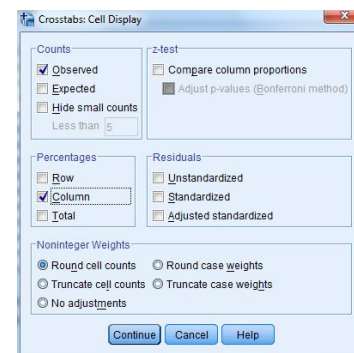 Crosstabs: Cell Display
Counts
Observed
Expected
Hide small counts
Less than 5
z-test
Compare column proportions
Adjust p-values (Bonferroni method)
Percentages
Row
Column
Total
Residuals
Unstandardized
Standardized
Adjusted standardized
Noninteger Weights
Round cell counts Round case weights
Truncate cell counts Truncate case weights
No adjustments
Continue Cancel Help